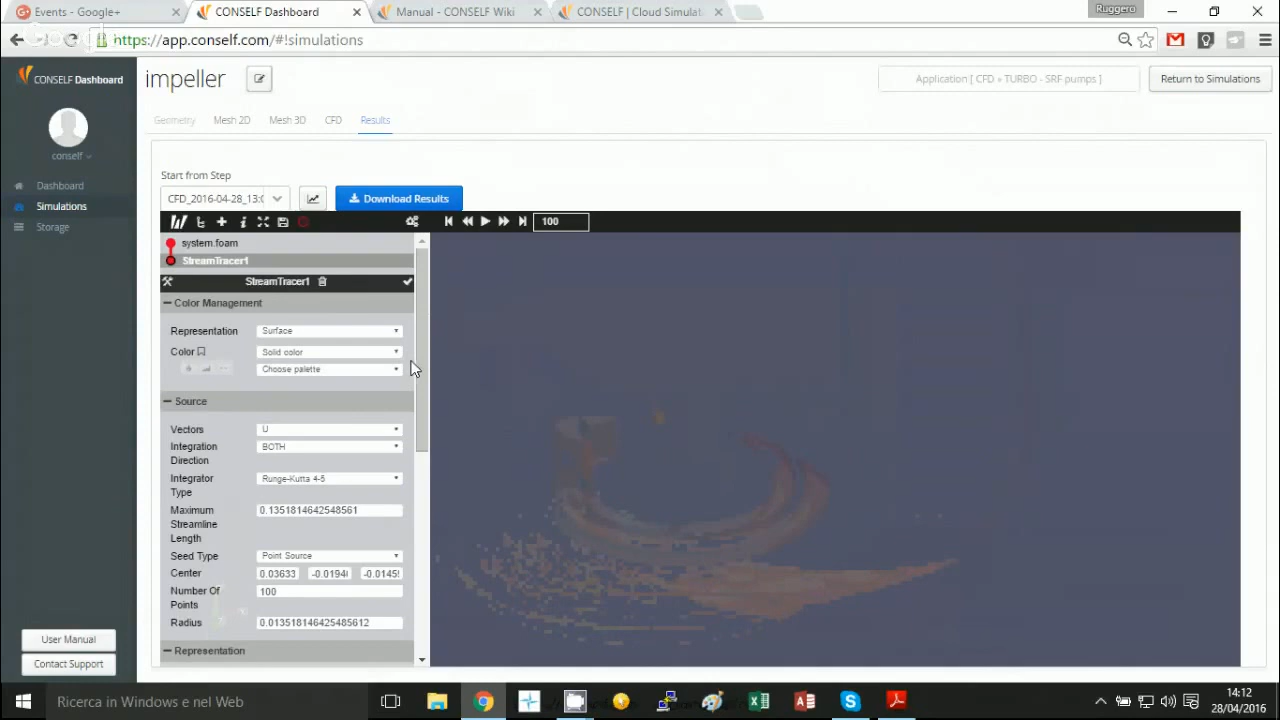 Events - Google+
CONSELF Dashboard
Manual - CONSELF Wiki
CONSELF | Cloud Simulat
Ruggero
https://app.conself.com/#!simulations
CONSELF Dashboard
impeller
Application [ CFD » TURBO - SRF pumps ]
Return to Simulations
conself
Dashboard
Simulations
Storage
Geometry
Mesh 2D
Mesh 3D
CFD
Results
Start from Step
CFD_2016-04-28_13:0
Download Results
100
system.foam
StreamTracer1
StreamTracer1
Color Management
Representation
Surface
Color
Solid color
Choose palette
Source
Vectors
U
Integration
Direction
BOTH
Integrator
Type
Runge-Kutta 4-5
Maximum
Streamline
Length
0.1351814642548561
Seed Type
Point Source
Center
0.03633
-0.0194
-0.0145
Number Of
Points
100
Radius
0.013518146425485612
Representation
User Manual
Contact Support
Ricerca in Windows e nel Web
14:12
28/04/2016